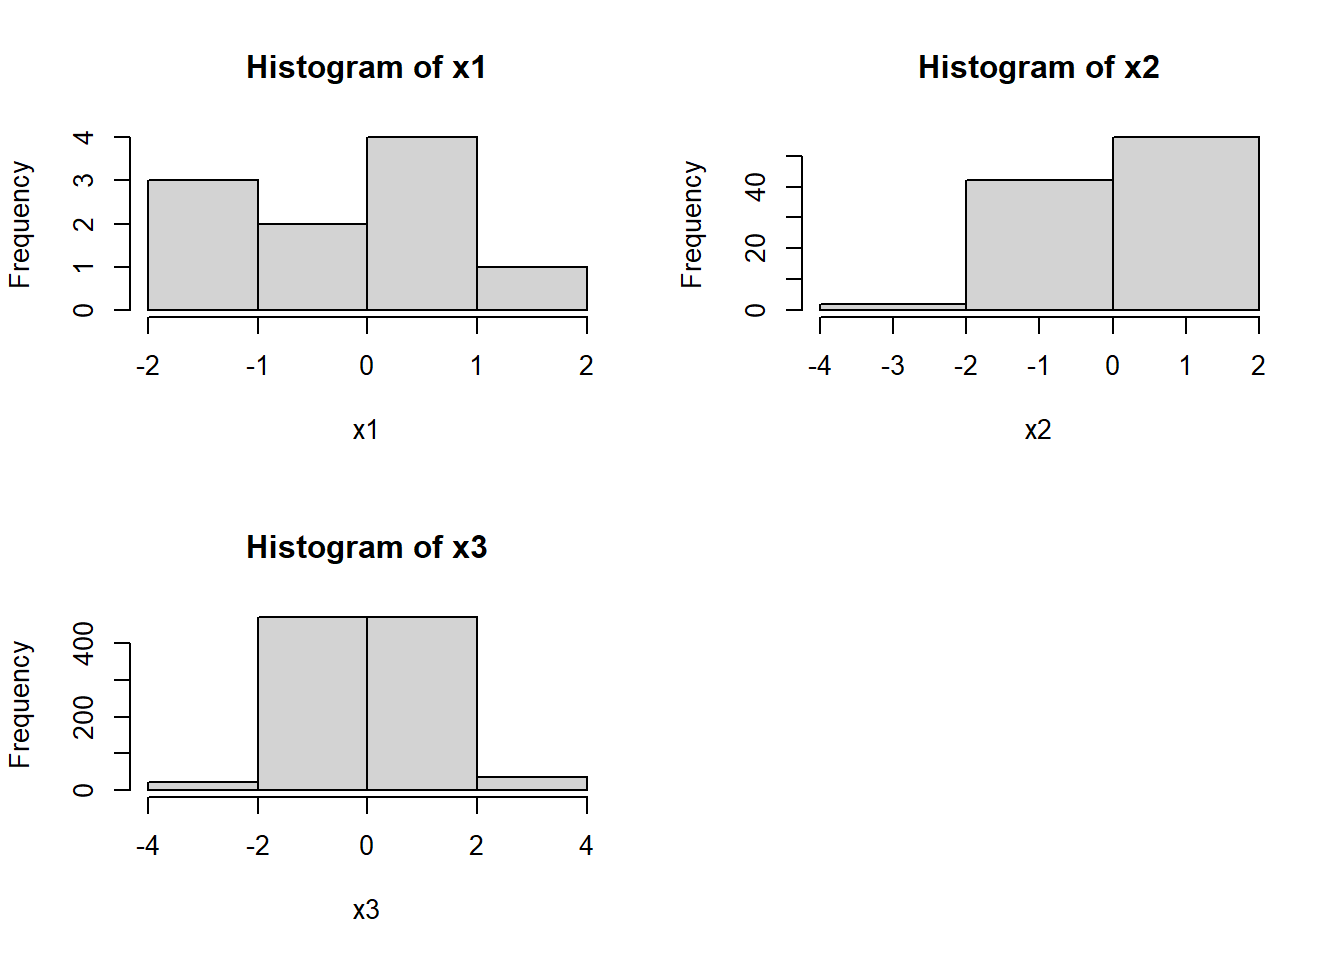 Histogram of x1
Frequency
4
3
2
1
0
-2 -1 0 1 2
x1
Histogram of x2
Frequency
40
20
0
-4 -3 -2 -1 0 1 2
x2
Histogram of x3
Frequency
400
200
0
-4 -2 0 2 4
x3